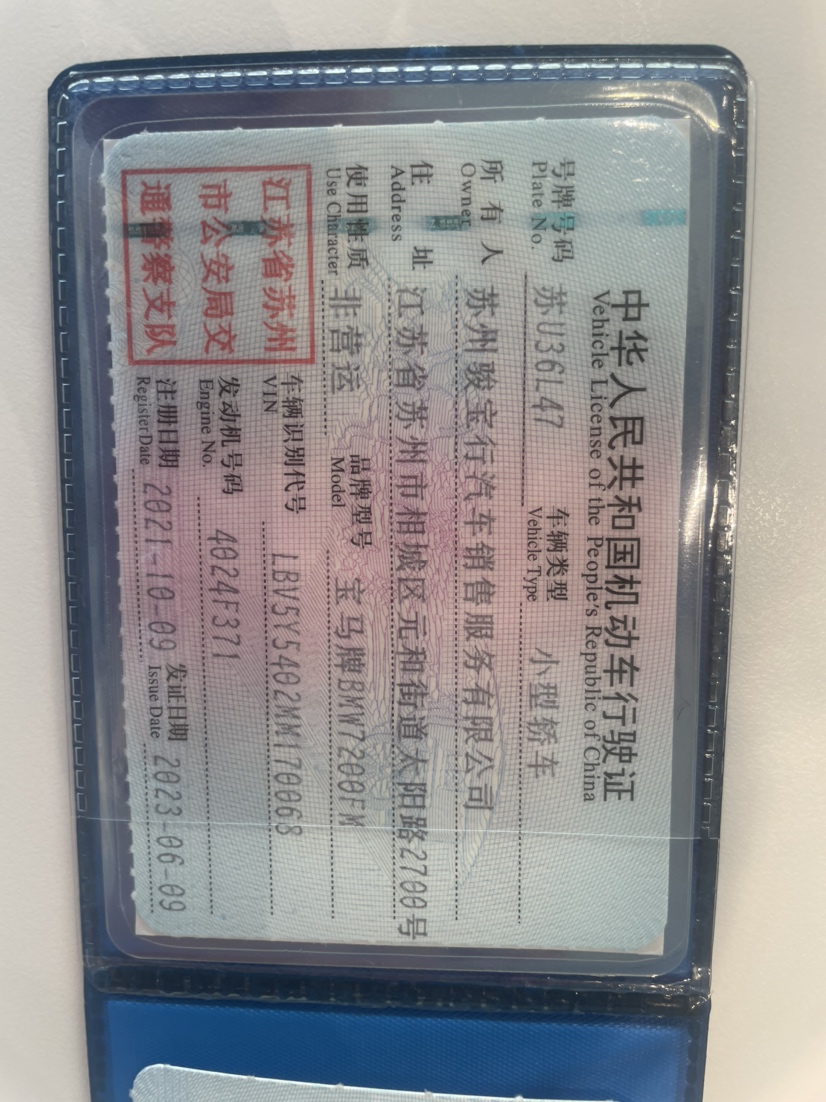 中华人民共和国机动车行驶证
Vehicle License of the People's Republic of China
号牌号码 苏U36L47 车辆类型 小型轿车
Plate No. Vehicle Type
所有人 苏州骏宝行汽车销售服务有限公司
Owner
住址 江苏省苏州市相城区元和街道太阳路2700号
Address
使用性质 非营运 品牌型号 宝马牌BMW7200FM
Use Character Model
江苏省苏州
市公安局交
通警察支队
车辆识别代号 LBV5Y5402MM170068
VIN
发动机号码 4024F371
Engine No.
注册日期 2021-10-09 发证日期 2023-06-09
Register Date Issue Date